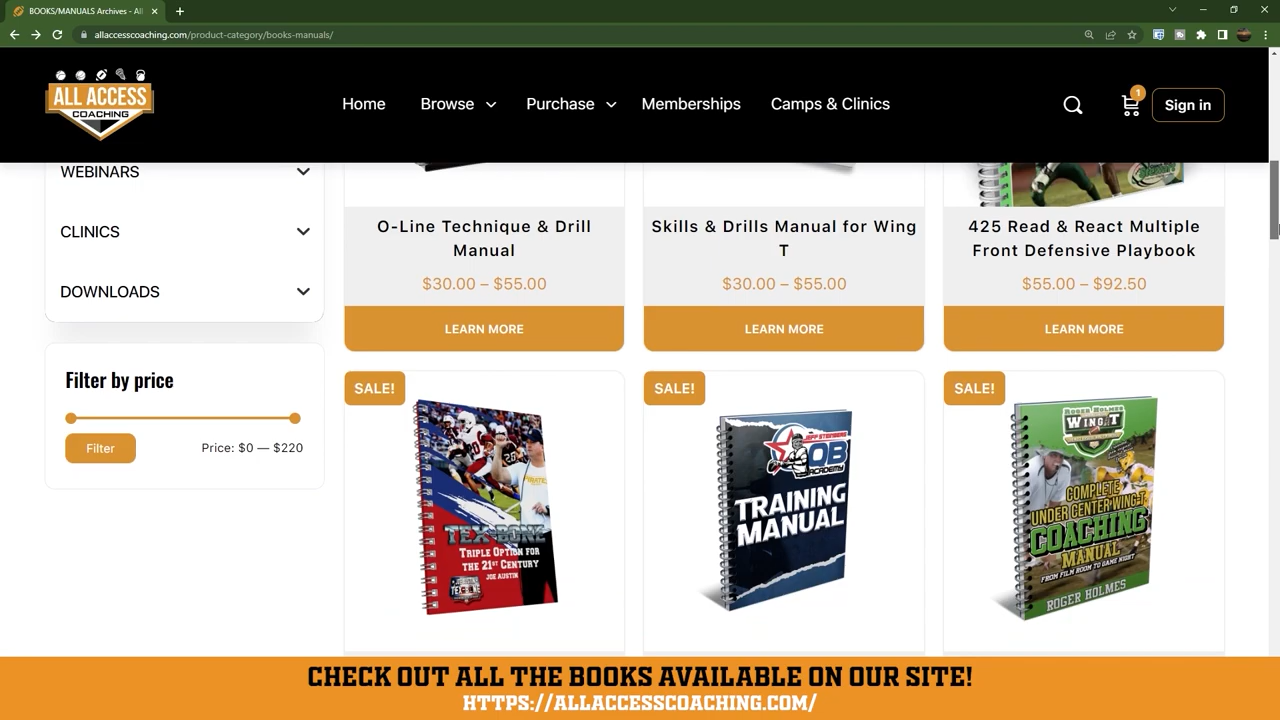 BOOKS/MANUALS Archives - Al
allaccesscoaching.com/product-category/books-manuals/
ALL ACCESS
COACHING
Home
Browse
Purchase
Memberships
Camps & Clinics
1
Sign in
WEBINARS
CLINICS
DOWNLOADS
Filter by price
Filter
Price: $0 — $220
O-Line Technique & Drill
Manual
$30.00 – $55.00
LEARN MORE
Skills & Drills Manual for Wing
T
$30.00 – $55.00
LEARN MORE
425 Read & React Multiple
Front Defensive Playbook
$55.00 – $92.50
LEARN MORE
SALE!
TEX-BONE
TRIPLE OPTION FOR
THE 21ST CENTURY
JOE AUSTIN
SALE!
JEFF STEINBERG
QB
ACADEMY
TRAINING
MANUAL
SALE!
ROGER HOLMES
WING-T
COMPLETE
UNDER CENTER WING-T
COACHING
MANUAL
FROM FILM ROOM TO GAME NIGHT
ROGER HOLMES
CHECK OUT ALL THE BOOKS AVAILABLE ON OUR SITE!
HTTPS://ALLACCESSCOACHING.COM/